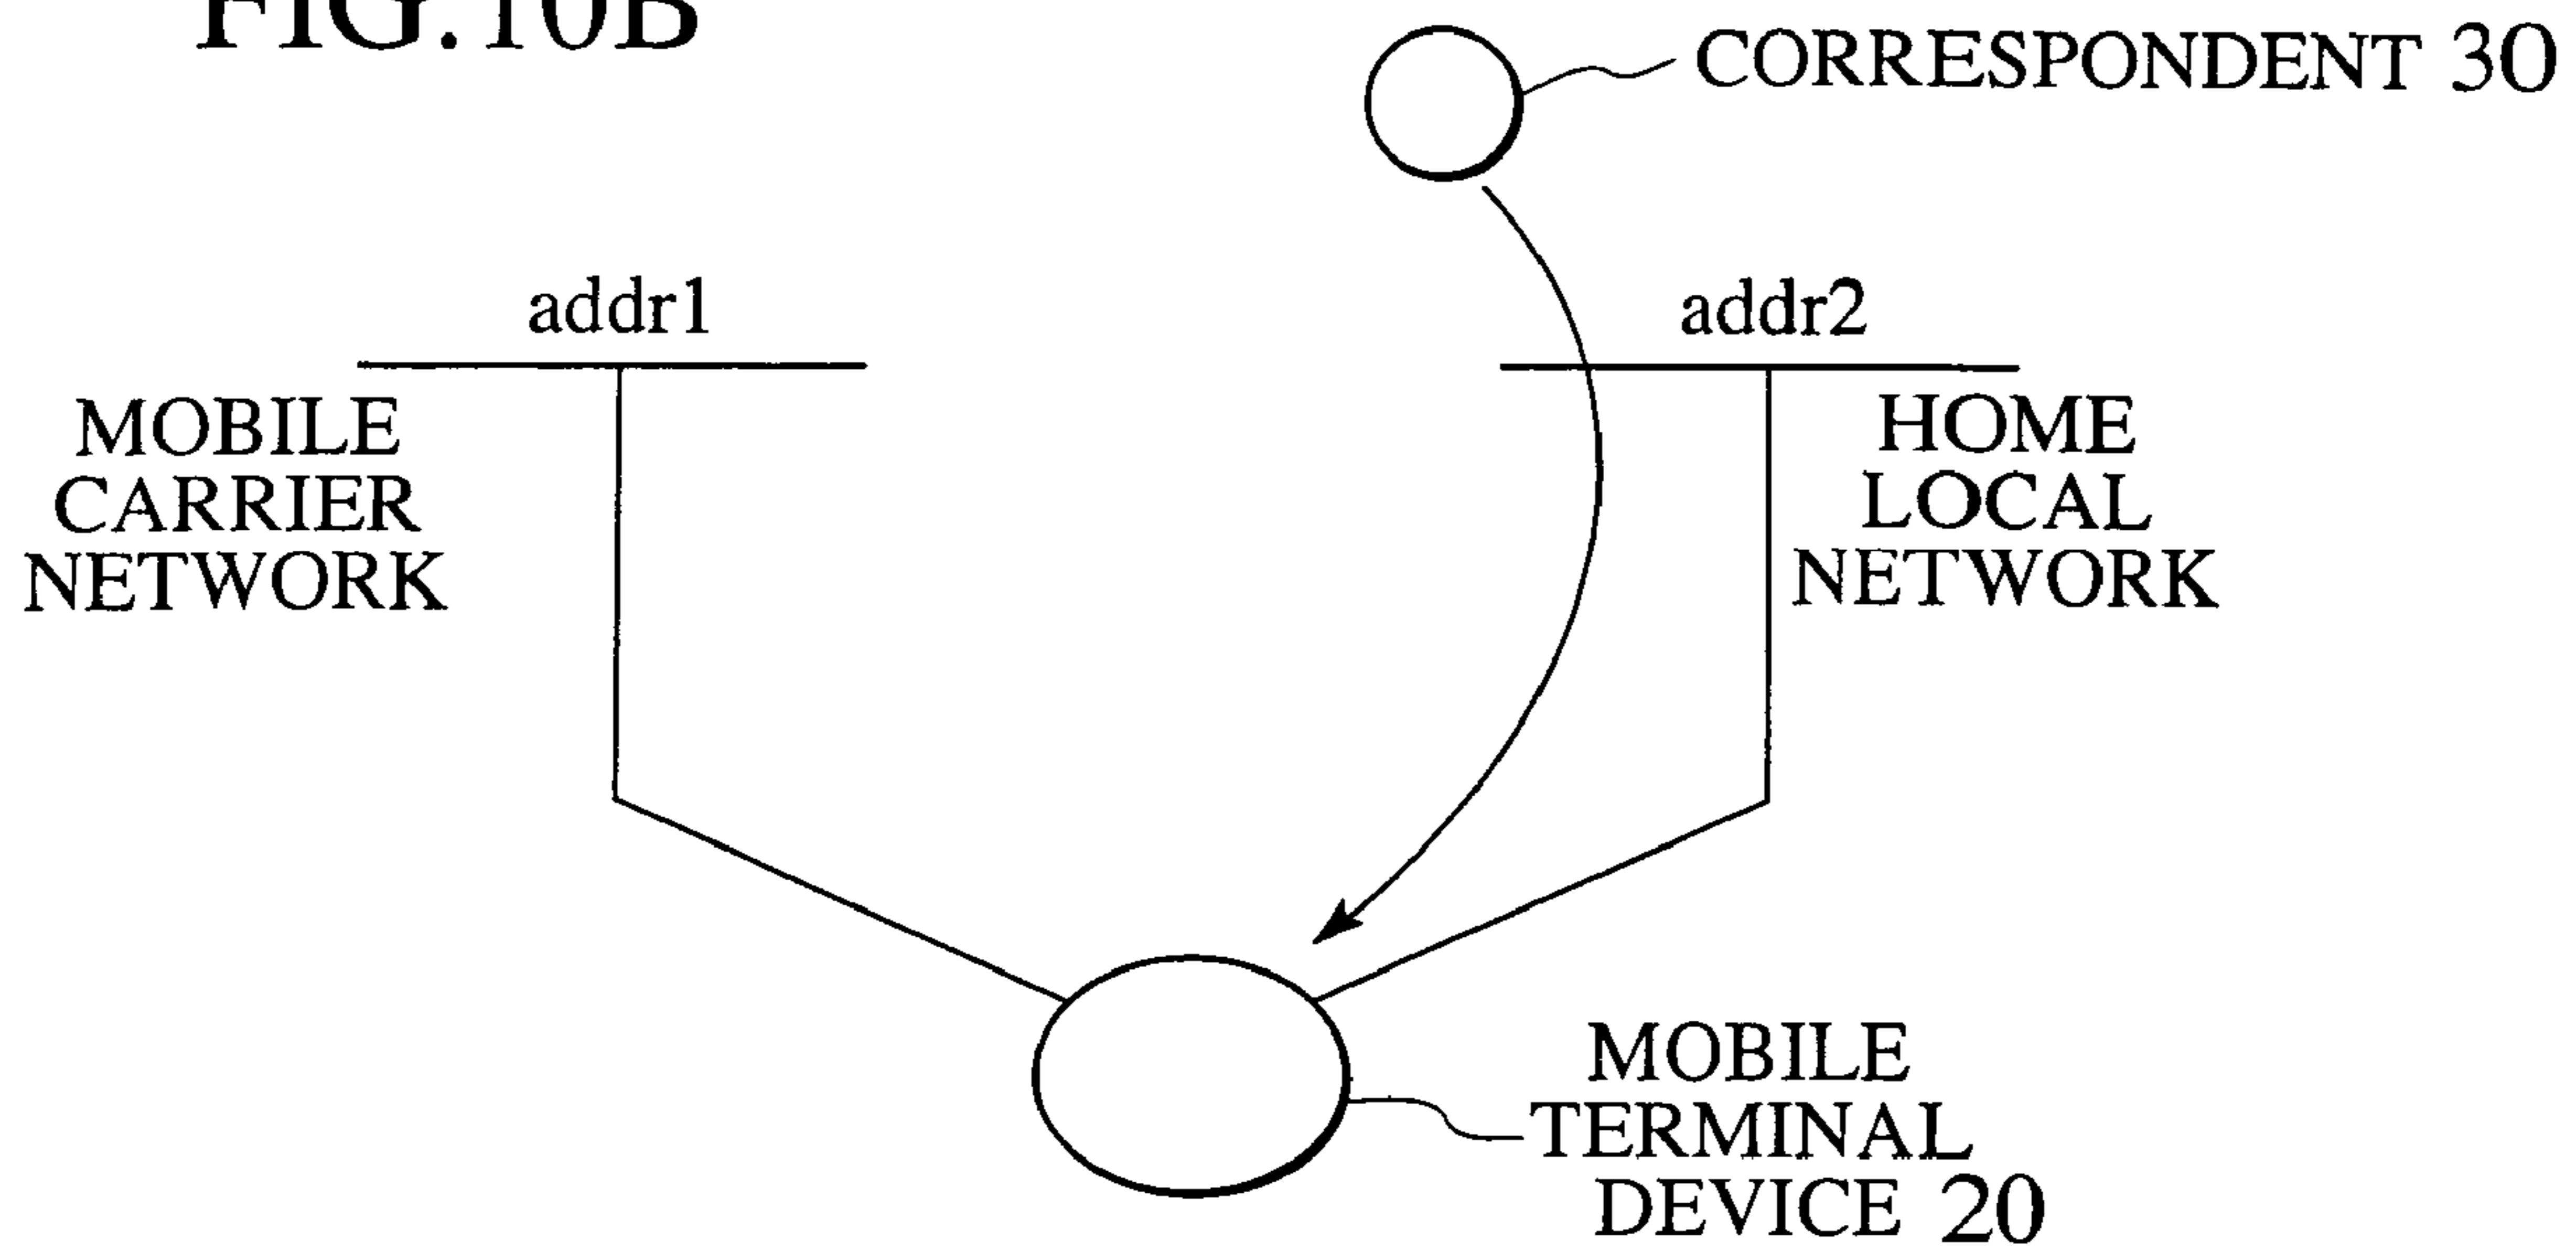 FIG.10B
CORRESPONDENT 30
addr1
addr2
MOBILE
CARRIER
NETWORK
HOME
LOCAL
NETWORK
MOBILE
TERMINAL
DEVICE 20